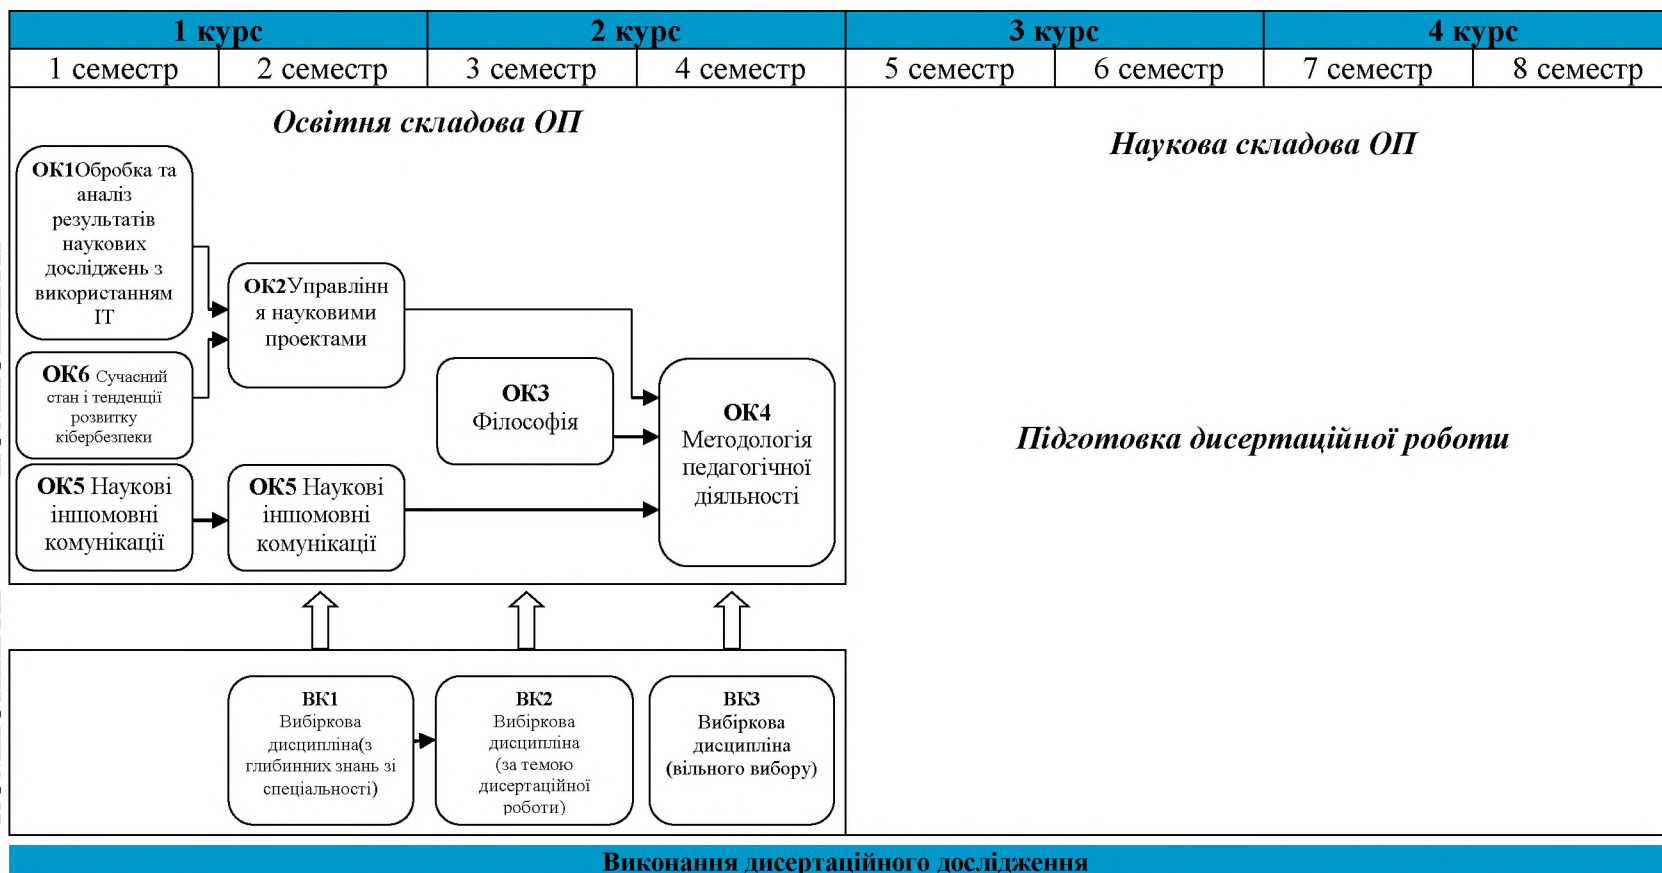 1 курс 2 курс 3 курс 4 курс
1 семестр 2 семестр 3 семестр 4 семестр 5 семестр 6 семестр 7 семестр 8 семестр
Освітня складова ОП
Наукова складова ОП
ОК1Обробка та
аналіз
результатів
наукових
досліджень з
використанням
ІТ
ОК2Управлінн
я науковими
проектами
ОК6 Сучасний
стан і тенденції
розвитку
кібербезпеки
ОК3
Філософія
ОК4
Методологія
педагогічної
діяльності
Підготовка дисертаційної роботи
ОК5 Наукові
іншомовні
комунікації
ОК5 Наукові
іншомовні
комунікації
ВК1
Вибіркова
дисципліна(з
глибинних знань зі
спеціальності)
ВК2
Вибіркова
дисципліна
(за темою
дисертаційної
роботи)
ВК3
Вибіркова
дисципліна
(вільного вибору)
Виконання дисертаційного дослідження